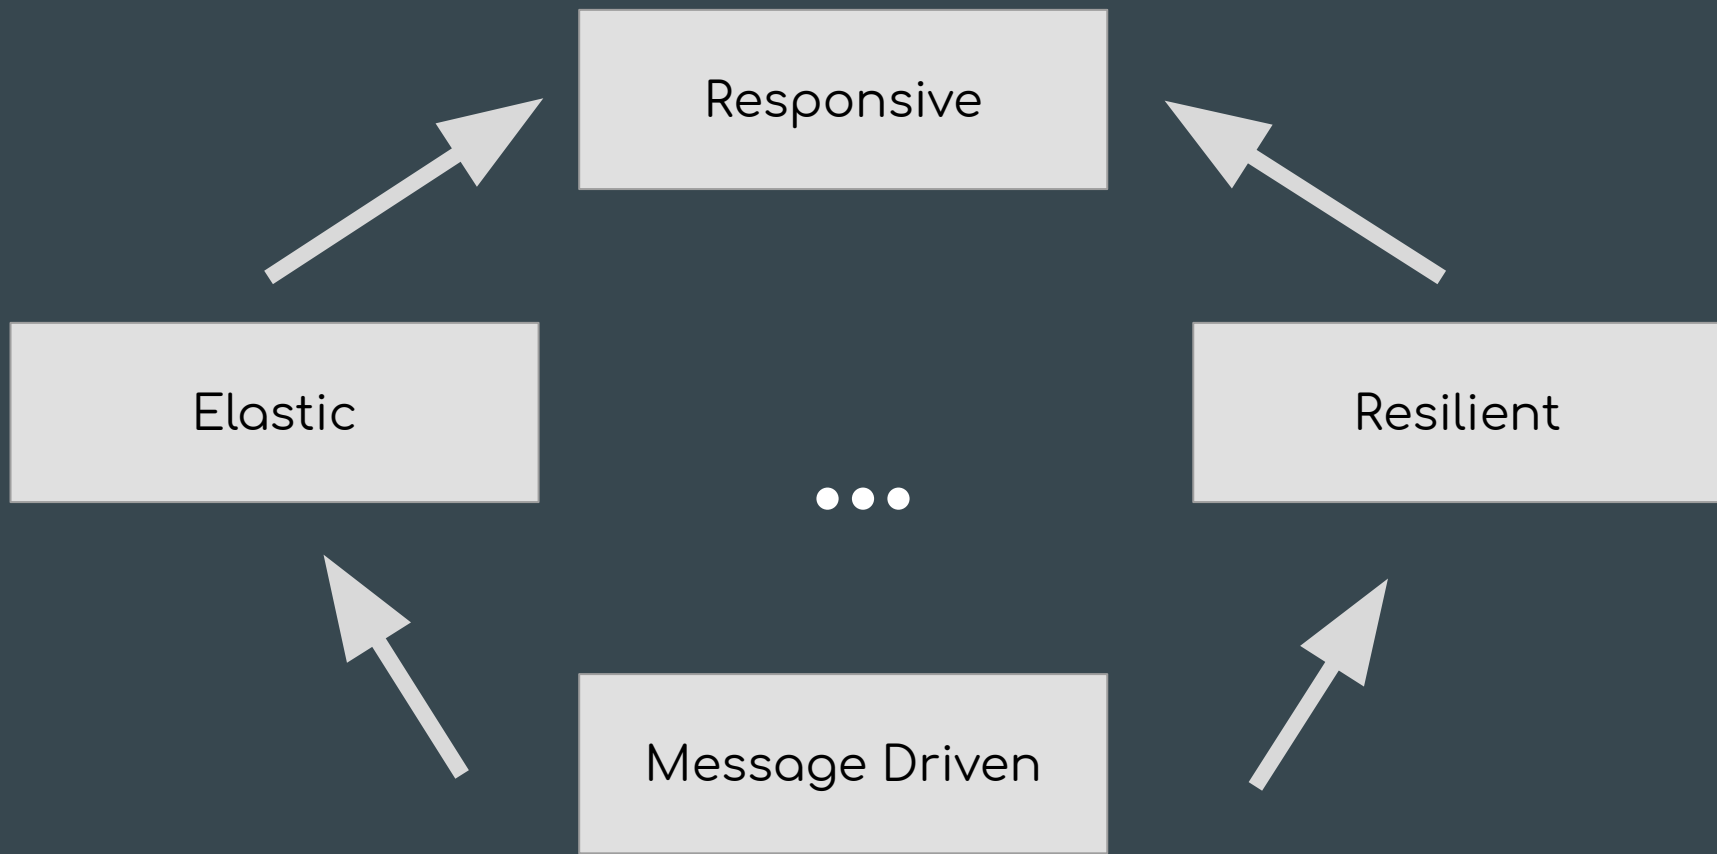 Responsive
Elastic
Resilient
...
Message Driven